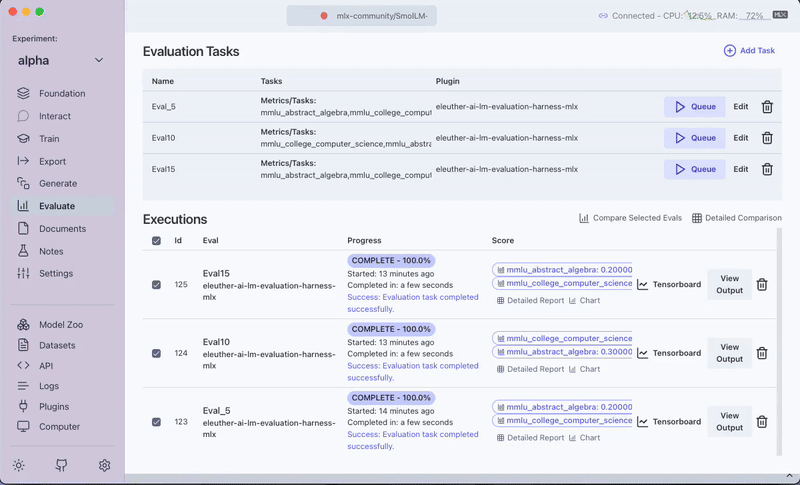 mlx-community/SmolLM-
Connected - CPU: 12.5% RAM: 72% MLX
Experiment:
alpha
Foundation
Interact
Train
Export
Generate
Evaluate
Documents
Notes
Settings
Model Zoo
Datasets
API
Logs
Plugins
Computer
Evaluation Tasks
Add Task
Name Tasks Plugin
Eval_5 Metrics/Tasks: mmlu_abstract_algebra,mmlu_college_comput eleuther-ai-lm-evaluation-harness-mlx Queue Edit
Eval10 Metrics/Tasks: mmlu_college_computer_science,mmlu_abstra eleuther-ai-lm-evaluation-harness-mlx Queue Edit
Eval15 Metrics/Tasks: mmlu_abstract_algebra,mmlu_college_comput eleuther-ai-lm-evaluation-harness-mlx Queue Edit
Executions
Compare Selected Evals Detailed Comparison
Id Eval Progress Score
125
Eval15
eleuther-ai-lm-evaluation-harness-
mlx
COMPLETE - 100.0%
Started: 13 minutes ago
Completed in: a few seconds
Success: Evaluation task completed
successfully.
mmlu_abstract_algebra: 0.20000
mmlu_college_computer_science
Detailed Report Chart
Tensorboard
View
Output
124
Eval10
eleuther-ai-lm-evaluation-harness-
mlx
COMPLETE - 100.0%
Started: 13 minutes ago
Completed in: a few seconds
Success: Evaluation task completed
successfully.
mmlu_college_computer_science
mmlu_abstract_algebra: 0.30000
Detailed Report Chart
Tensorboard
View
Output
123
Eval_5
eleuther-ai-lm-evaluation-harness-
mlx
COMPLETE - 100.0%
Started: 14 minutes ago
Completed in: a few seconds
Success: Evaluation task completed
successfully.
mmlu_abstract_algebra: 0.20000
mmlu_college_computer_science
Detailed Report Chart
Tensorboard
View
Output